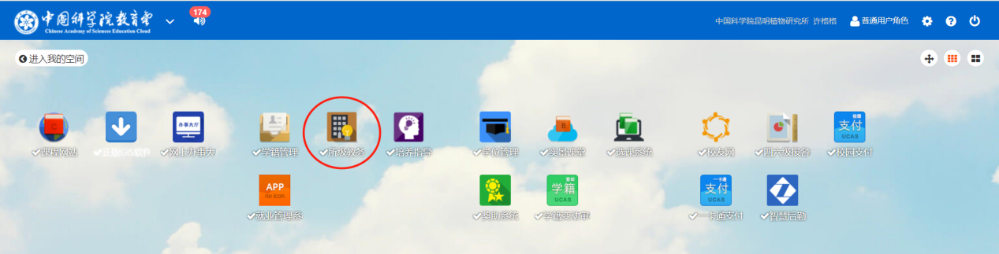 中国科学院教育云
Chinese Academy of Sciences Education Cloud
174
中国科学院昆明植物研究所 许格格
普通用户角色
进入我的空间
C
课程网站
正版GIS软件
办事大厅
网上办事大
学籍管理
所级教务
培养指导
学位管理
B
实景课堂
选课系统
校友网
四六级报名
校园
支付
UCAS
校园支付
APP
no icon
就业管理系
奖助系统
变动
学籍
UCAS
学籍变动审
一卡通
支付
UCAS
一卡通支付
智慧后勤